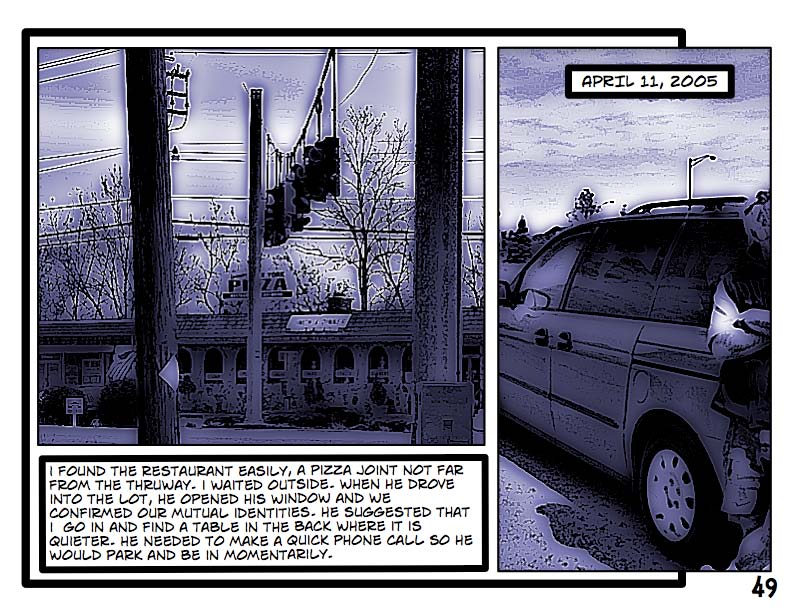 APRIL 11, 2005
PIZZA
I FOUND THE RESTAURANT EASILY, A PIZZA JOINT NOT FAR
FROM THE THRUWAY. I WAITED OUTSIDE. WHEN HE DROVE
INTO THE LOT, HE OPENED HIS WINDOW AND WE
CONFIRMED OUR MUTUAL IDENTITIES. HE SUGGESTED THAT
I GO IN AND FIND A TABLE IN THE BACK WHERE IT IS
QUIETER. HE NEEDED TO MAKE A QUICK PHONE CALL SO HE
WOULD PARK AND BE IN MOMENTARILY.
49